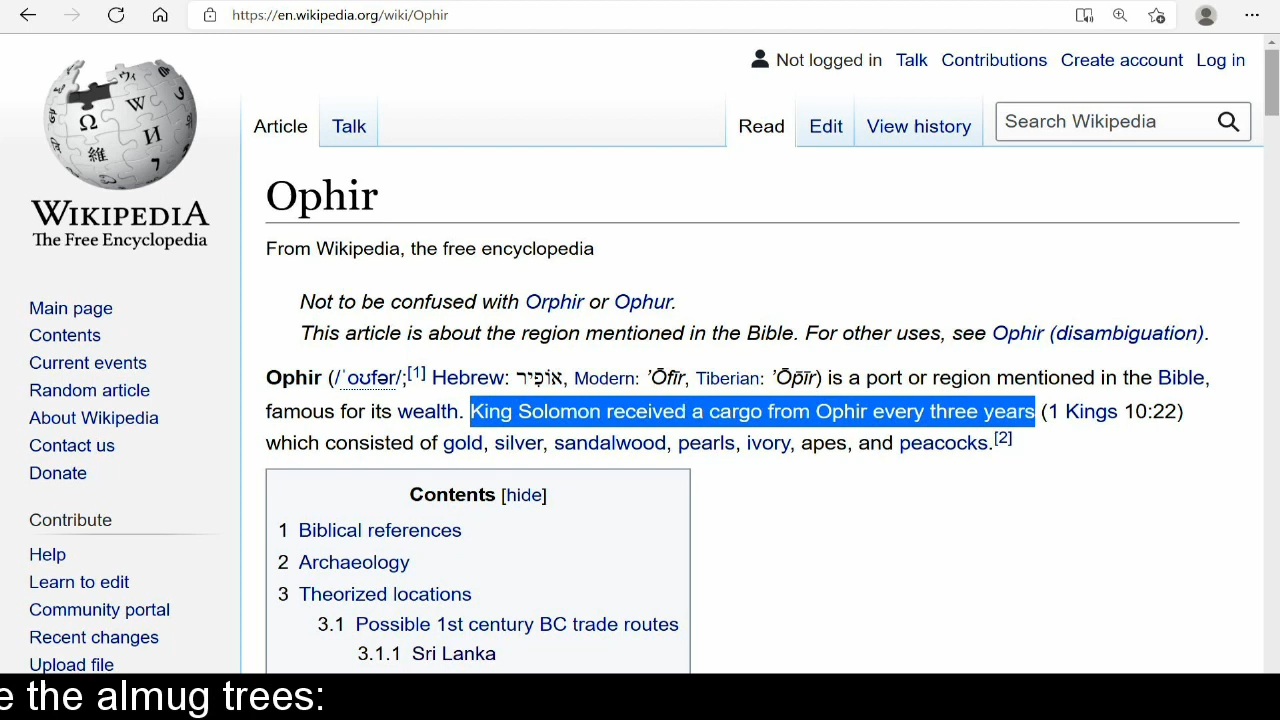 https://en.wikipedia.org/wiki/Ophir
Not logged in Talk Contributions Create account Log in
Article Talk Read Edit View history Search Wikipedia
WIKIPEDIA
The Free Encyclopedia
Ophir
From Wikipedia, the free encyclopedia
Not to be confused with Orphir or Ophur.
This article is about the region mentioned in the Bible. For other uses, see Ophir (disambiguation).
Ophir (/ˈoʊfər/;[1] Hebrew: אוֹפִיר, Modern: ʼŌfīr, Tiberian: ʼŌp̄īr) is a port or region mentioned in the Bible,
famous for its wealth. King Solomon received a cargo from Ophir every three years (1 Kings 10:22)
which consisted of gold, silver, sandalwood, pearls, ivory, apes, and peacocks.[2]
Contents [hide]
1 Biblical references
2 Archaeology
3 Theorized locations
3.1 Possible 1st century BC trade routes
3.1.1 Sri Lanka
Main page
Contents
Current events
Random article
About Wikipedia
Contact us
Donate
Contribute
Help
Learn to edit
Community portal
Recent changes
Upload file
e the almug trees: